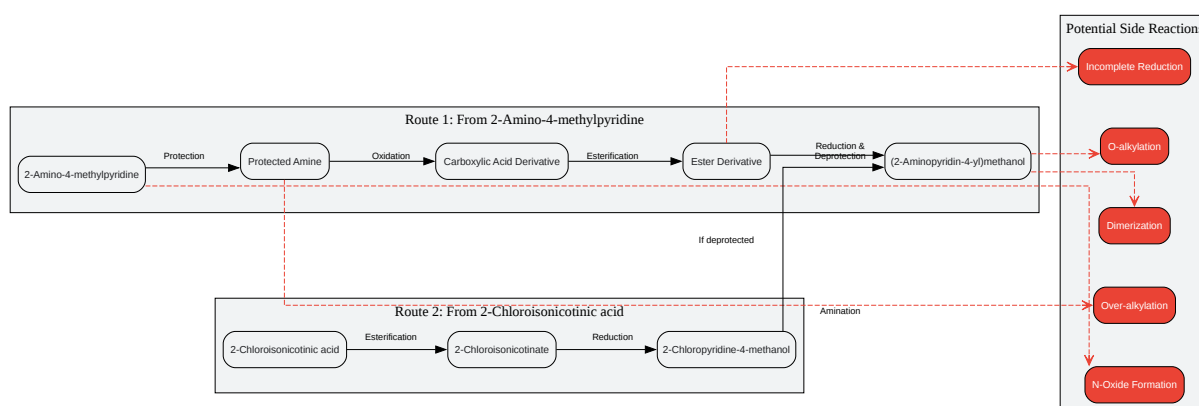 Potential Side Reactions
Incomplete Reduction
Route 1: From 2-Amino-4-methylpyridine
2-Amino-4-methylpyridine
Protection
Protected Amine
Oxidation
Carboxylic Acid Derivative
Esterification
Ester Derivative
Reduction &
Deprotection
(2-Aminopyridin-4-yl)methanol
O-alkylation
Dimerization
If deprotected
Over-alkylation
Route 2: From 2-Chloroisonicotinic acid
Amination
2-Chloroisonicotinic acid
Esterification
2-Chloroisonicotinate
Reduction
2-Chloropyridine-4-methanol
N-Oxide Formation